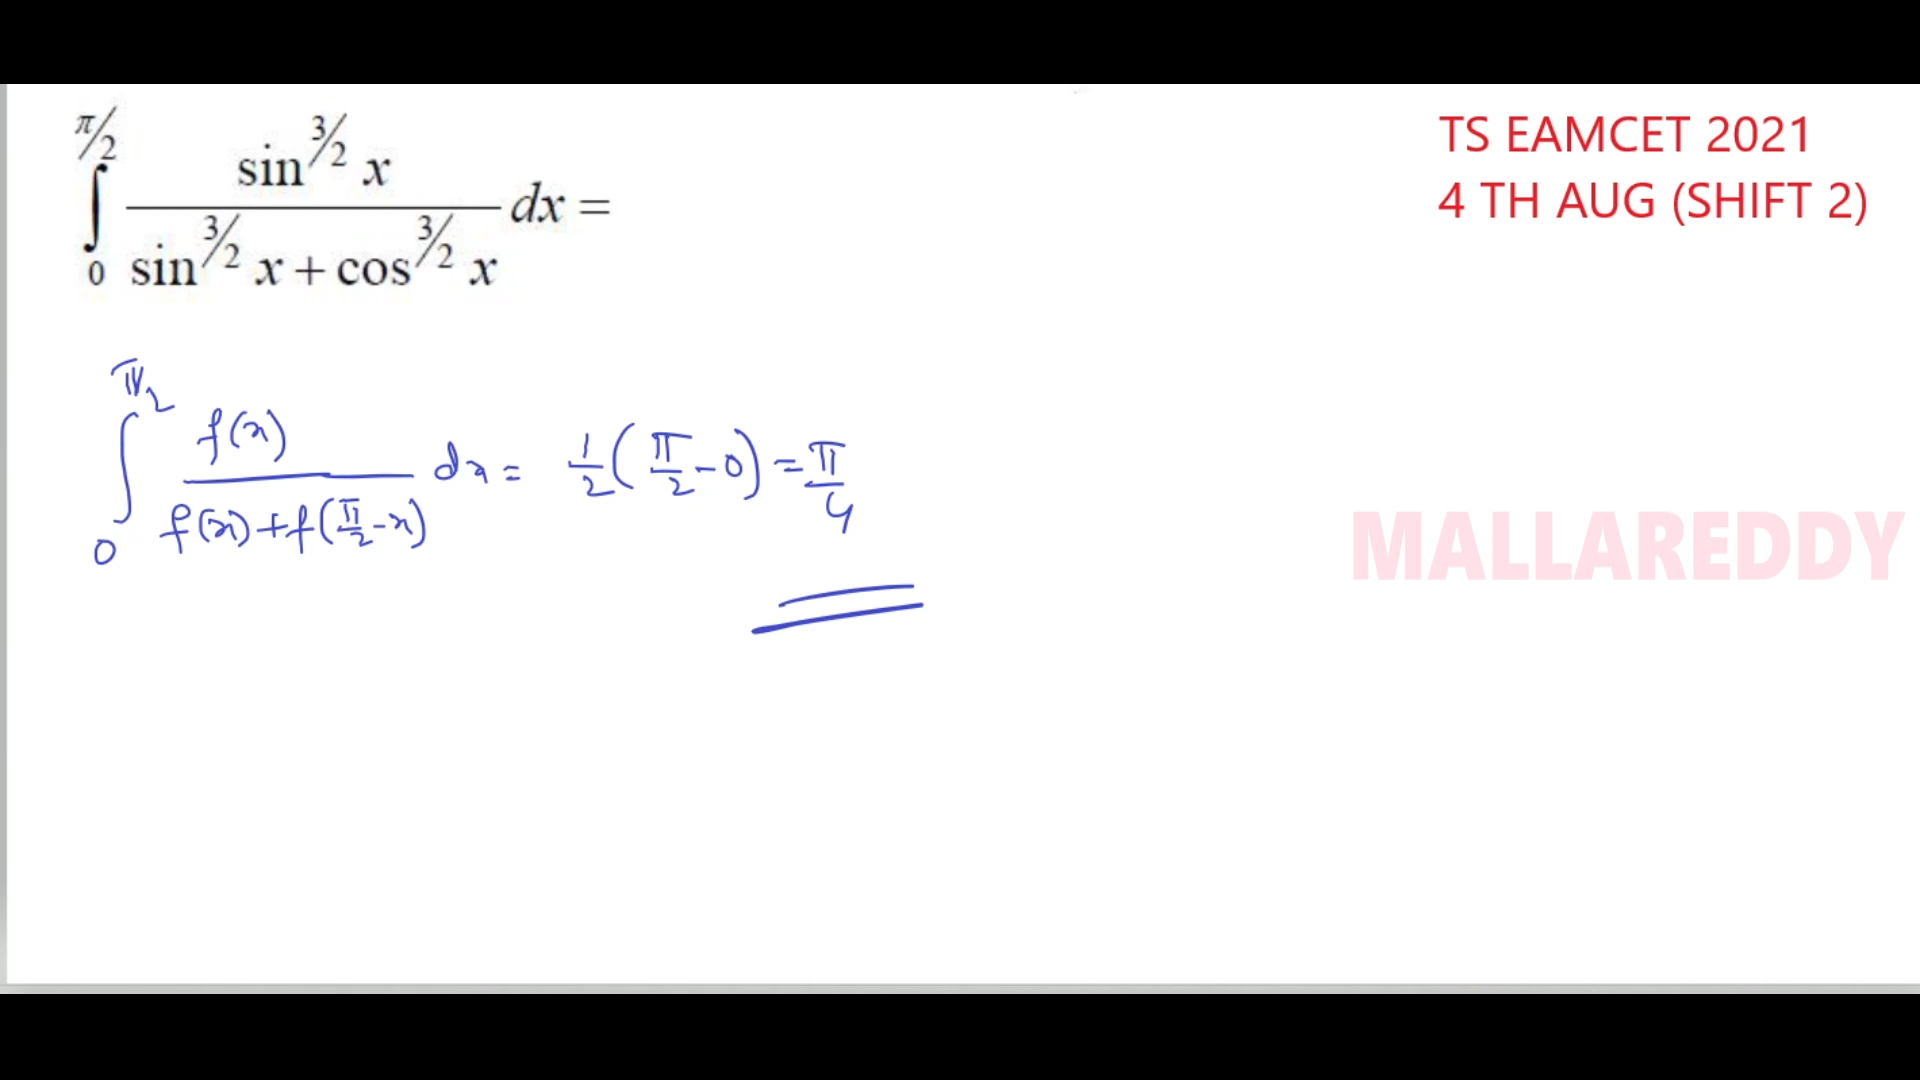 ∫₀^{π/2} sin^{3/2} x / (sin^{3/2} x + cos^{3/2} x) dx =
TS EAMCET 2021
4 TH AUG (SHIFT 2)
∫₀^{π/2} f(x) / (f(x) + f(π/2 - x)) dx = 1/2 (π/2 - 0) = π/4
MALLAREDDY